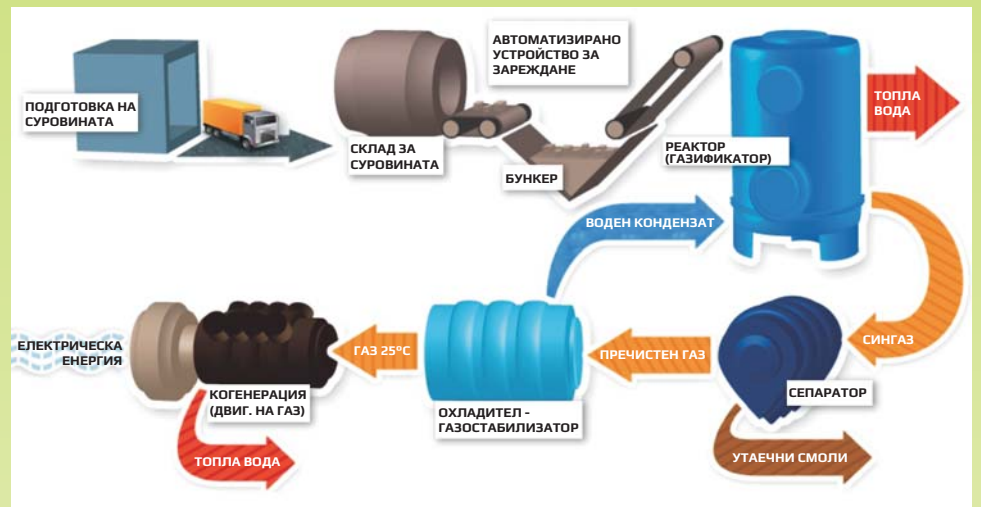 ПОДГОТОВКА НА
СУРОВИНАТА
СКЛАД ЗА
СУРОВИНАТА
АВТОМАТИЗИРАНО
УСТРОЙСТВО ЗА
ЗАРЕЖДАНЕ
БУНКЕР
РЕАКТОР
(ГАЗИФИКАТОР)
ТОПЛА
ВОДА
ВОДЕН КОНДЕНЗАТ
СИНГАЗ
СЕПАРАТОР
УТАЕЧНИ СМОЛИ
ПРЕЧИСТЕН ГАЗ
ОХЛАДИТЕЛ -
ГАЗОСТАБИЛИЗАТОР
ГАЗ 25°C
КОГЕНЕРАЦИЯ
(ДВИГ. НА ГАЗ)
ТОПЛА ВОДА
ЕЛЕКТРИЧЕСКА
ЕНЕРГИЯ